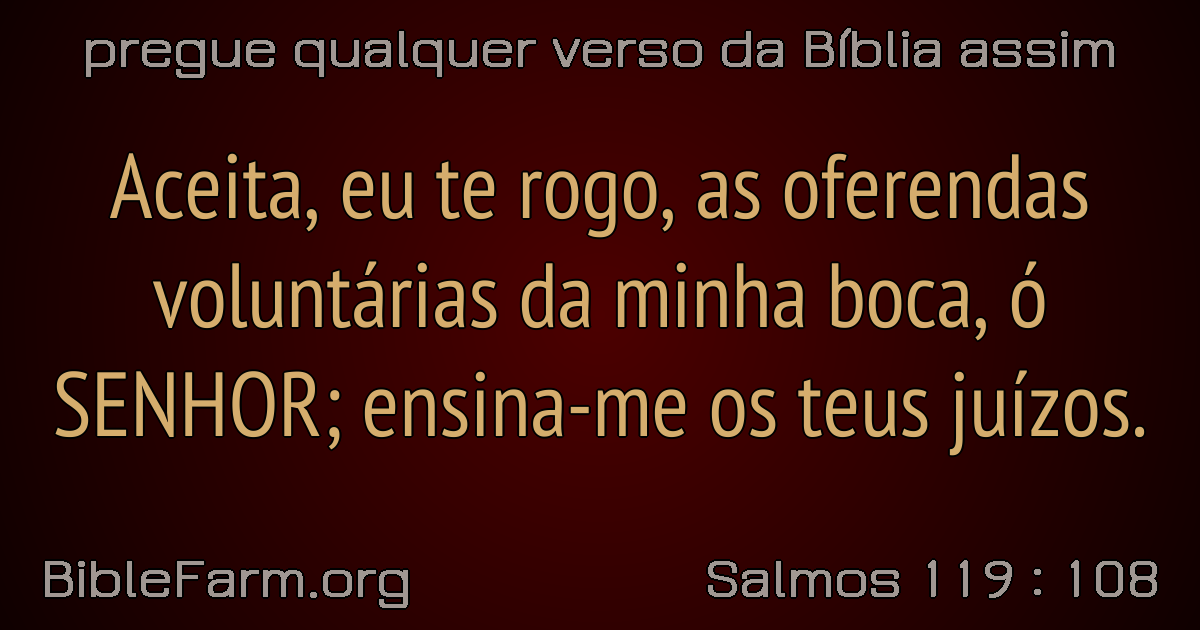 pregue qualquer verso da Bíblia assim
Aceita, eu te rogo, as oferendas
voluntárias da minha boca, ó
SENHOR; ensina-me os teus juízos.
BibleFarm.org
Salmos 119 : 108